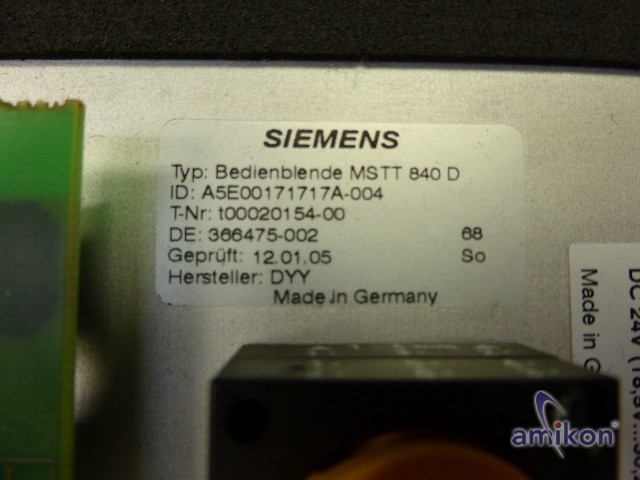 SIEMENS
Typ: Bedienblende MSTT 840 D
ID: A5E00171717A-004
T-Nr: t00020154-00
DE: 366475-002 68
Geprüft: 12.01.05 So
Hersteller: DYY
Made in Germany
Made in G
DC 24V
amikon